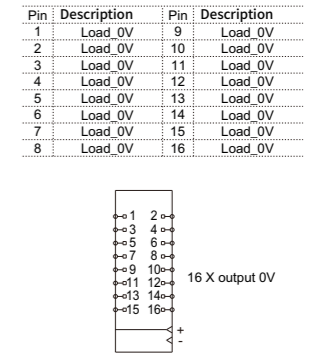 Pin Description Pin Description
1 Load_0V 9 Load_0V
2 Load_0V 10 Load_0V
3 Load_0V 11 Load_0V
4 Load_0V 12 Load_0V
5 Load_0V 13 Load_0V
6 Load_0V 14 Load_0V
7 Load_0V 15 Load_0V
8 Load_0V 16 Load_0V
1 2
3 4
5 6
7 8
9 10
11 12
13 14
15 16
16 X output 0V
+
-